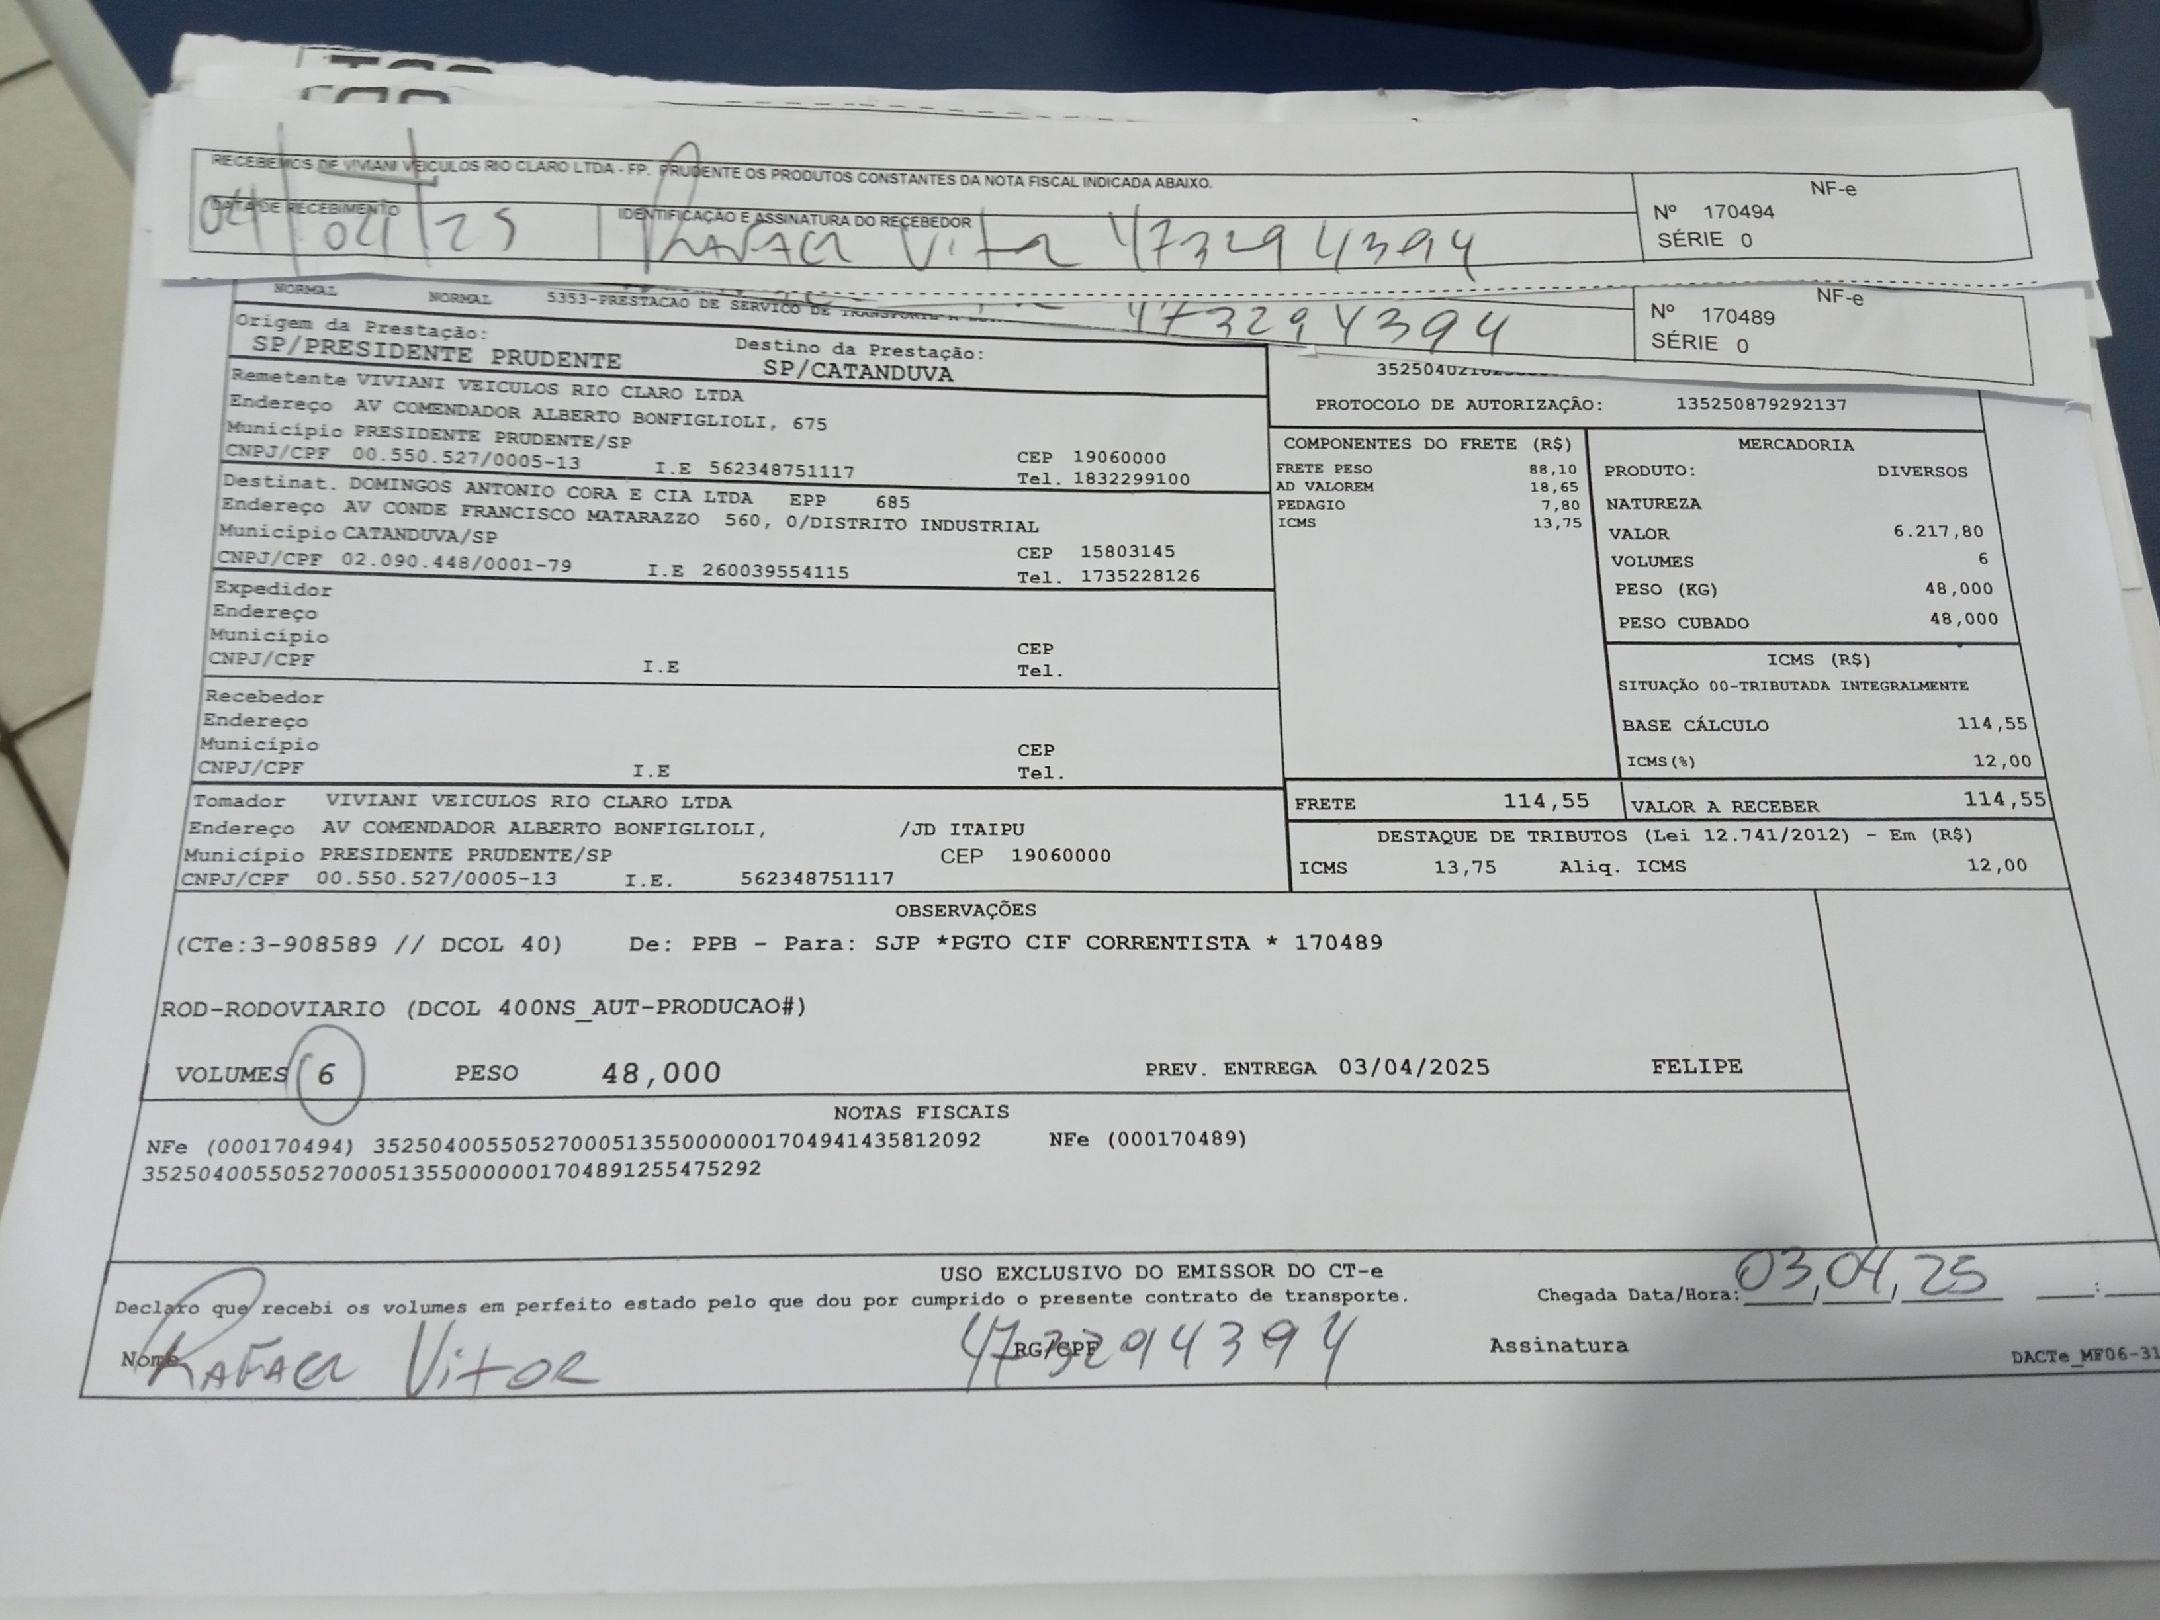 RECEBEMOS DE VIVIANI VEICULOS RIO CLARO LTDA - FP. PRUDENTE OS PRODUTOS CONSTANTES DA NOTA FISCAL INDICADA ABAIXO.
NF-e
Nº 170494
SÉRIE 0
DATA DE RECEBIMENTO
IDENTIFICAÇÃO E ASSINATURA DO RECEBEDOR
04/04/25 Rafael Vitor 473294394
NF-e
Nº 170489
SÉRIE 0
473294394
NORMAL NORMAL 5353-PRESTACAO DE SERVICO DE
Origem da Prestação:
SP/PRESIDENTE PRUDENTE
Destino da Prestação:
SP/CATANDUVA
Remetente VIVIANI VEICULOS RIO CLARO LTDA
Endereço AV COMENDADOR ALBERTO BONFIGLIOLI, 675
Município PRESIDENTE PRUDENTE/SP CEP 19060000
CNPJ/CPF 00.550.527/0005-13 I.E 562348751117 Tel. 1832299100
Destinat. DOMINGOS ANTONIO CORA E CIA LTDA EPP 685
Endereço AV CONDE FRANCISCO MATARAZZO 560, 0/DISTRITO INDUSTRIAL
Município CATANDUVA/SP CEP 15803145
CNPJ/CPF 02.090.448/0001-79 I.E 260039554115 Tel. 1735228126
Expedidor
Endereço
Município CEP
CNPJ/CPF I.E Tel.
Recebedor
Endereço
Município CEP
CNPJ/CPF I.E Tel.
Tomador VIVIANI VEICULOS RIO CLARO LTDA
Endereço AV COMENDADOR ALBERTO BONFIGLIOLI, /JD ITAIPU
Município PRESIDENTE PRUDENTE/SP CEP 19060000
CNPJ/CPF 00.550.527/0005-13 I.E. 562348751117
PROTOCOLO DE AUTORIZAÇÃO: 135250879292137
COMPONENTES DO FRETE (R$)
FRETE PESO 88,10
AD VALOREM 18,65
PEDAGIO 7,80
ICMS 13,75
MERCADORIA
PRODUTO: DIVERSOS
NATUREZA
VALOR 6.217,80
VOLUMES 6
PESO (KG) 48,000
PESO CUBADO 48,000
ICMS (R$)
SITUAÇÃO 00-TRIBUTADA INTEGRALMENTE
BASE CÁLCULO 114,55
ICMS(%) 12,00
FRETE 114,55 VALOR A RECEBER 114,55
DESTAQUE DE TRIBUTOS (Lei 12.741/2012) - Em (R$)
ICMS 13,75 Aliq. ICMS 12,00
OBSERVAÇÕES
(CTe:3-908589 // DCOL 40) De: PPB - Para: SJP *PGTO CIF CORRENTISTA * 170489
ROD-RODOVIARIO (DCOL 400NS_AUT-PRODUCAO#)
VOLUMES 6 PESO 48,000 PREV. ENTREGA 03/04/2025 FELIPE
NOTAS FISCAIS
NFe (000170494) 35250400550527000513550000001704941435812092 NFe (000170489)
35250400550527000513550000001704891255475292
USO EXCLUSIVO DO EMISSOR DO CT-e
Declaro que recebi os volumes em perfeito estado pelo que dou por cumprido o presente contrato de transporte. Chegada Data/Hora: 03,04,25 :
Nome Rafael Vitor RG/CPF 473294394 Assinatura
DACTe_MF06-31